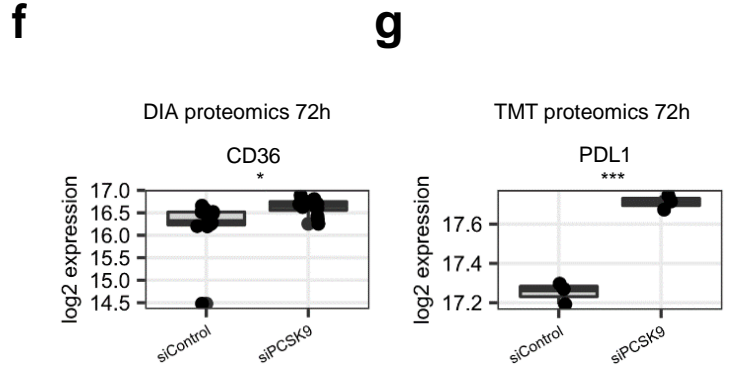 f
DIA proteomics 72h
CD36
*
log2 expression
17.0
16.5
16.0
15.5
15.0
14.5
siControl
siPCSK9
g
TMT proteomics 72h
PDL1
***
log2 expression
17.6
17.4
17.2
siControl
siPCSK9